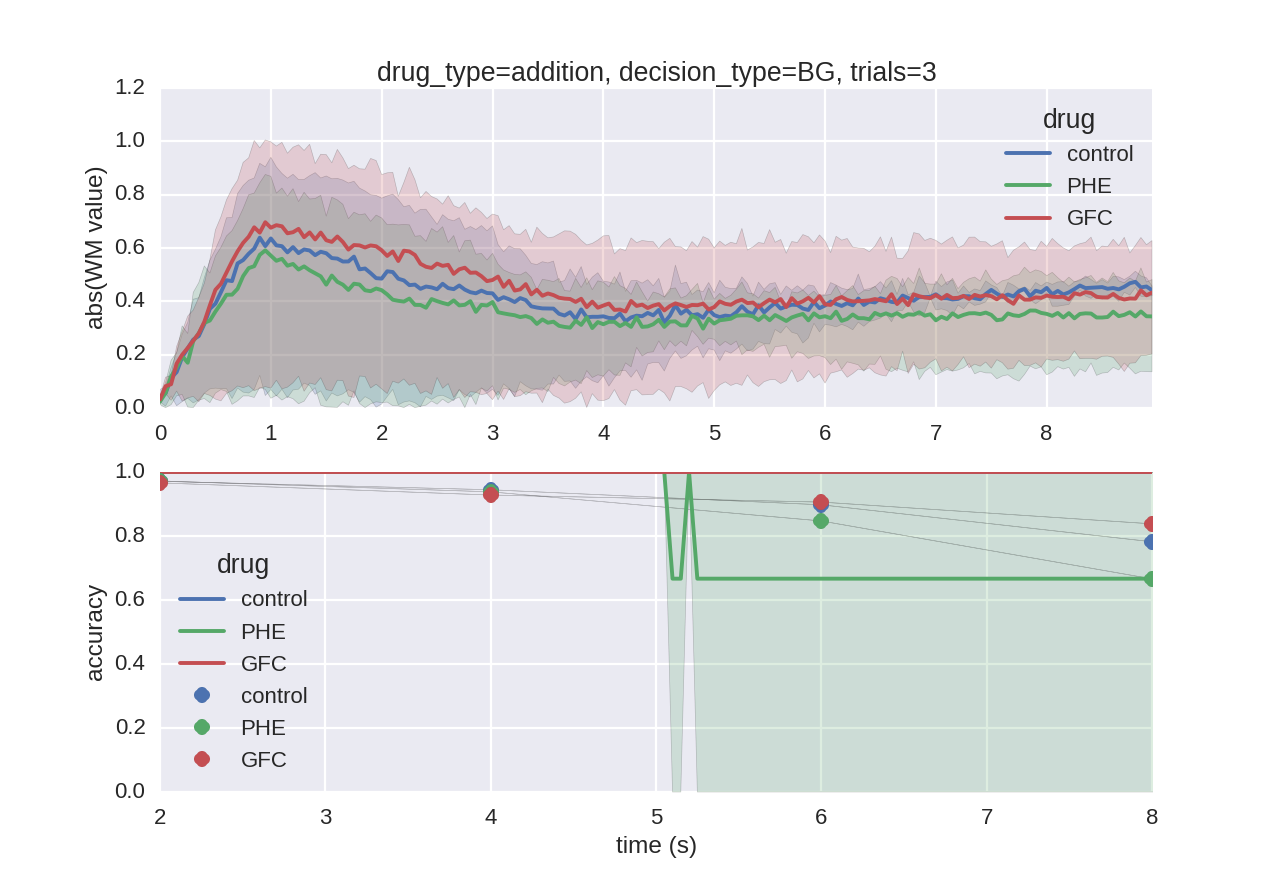 drug_type=addition, decision_type=BG, trials=3
abs(WM value)
1.2
1.0
0.8
0.6
0.4
0.2
0.0
drug
control
PHE
GFC
0 1 2 3 4 5 6 7 8
accuracy
1.0
0.8
0.6
0.4
0.2
0.0
drug
control
PHE
GFC
control
PHE
GFC
2 3 4 5 6 7 8
time (s)